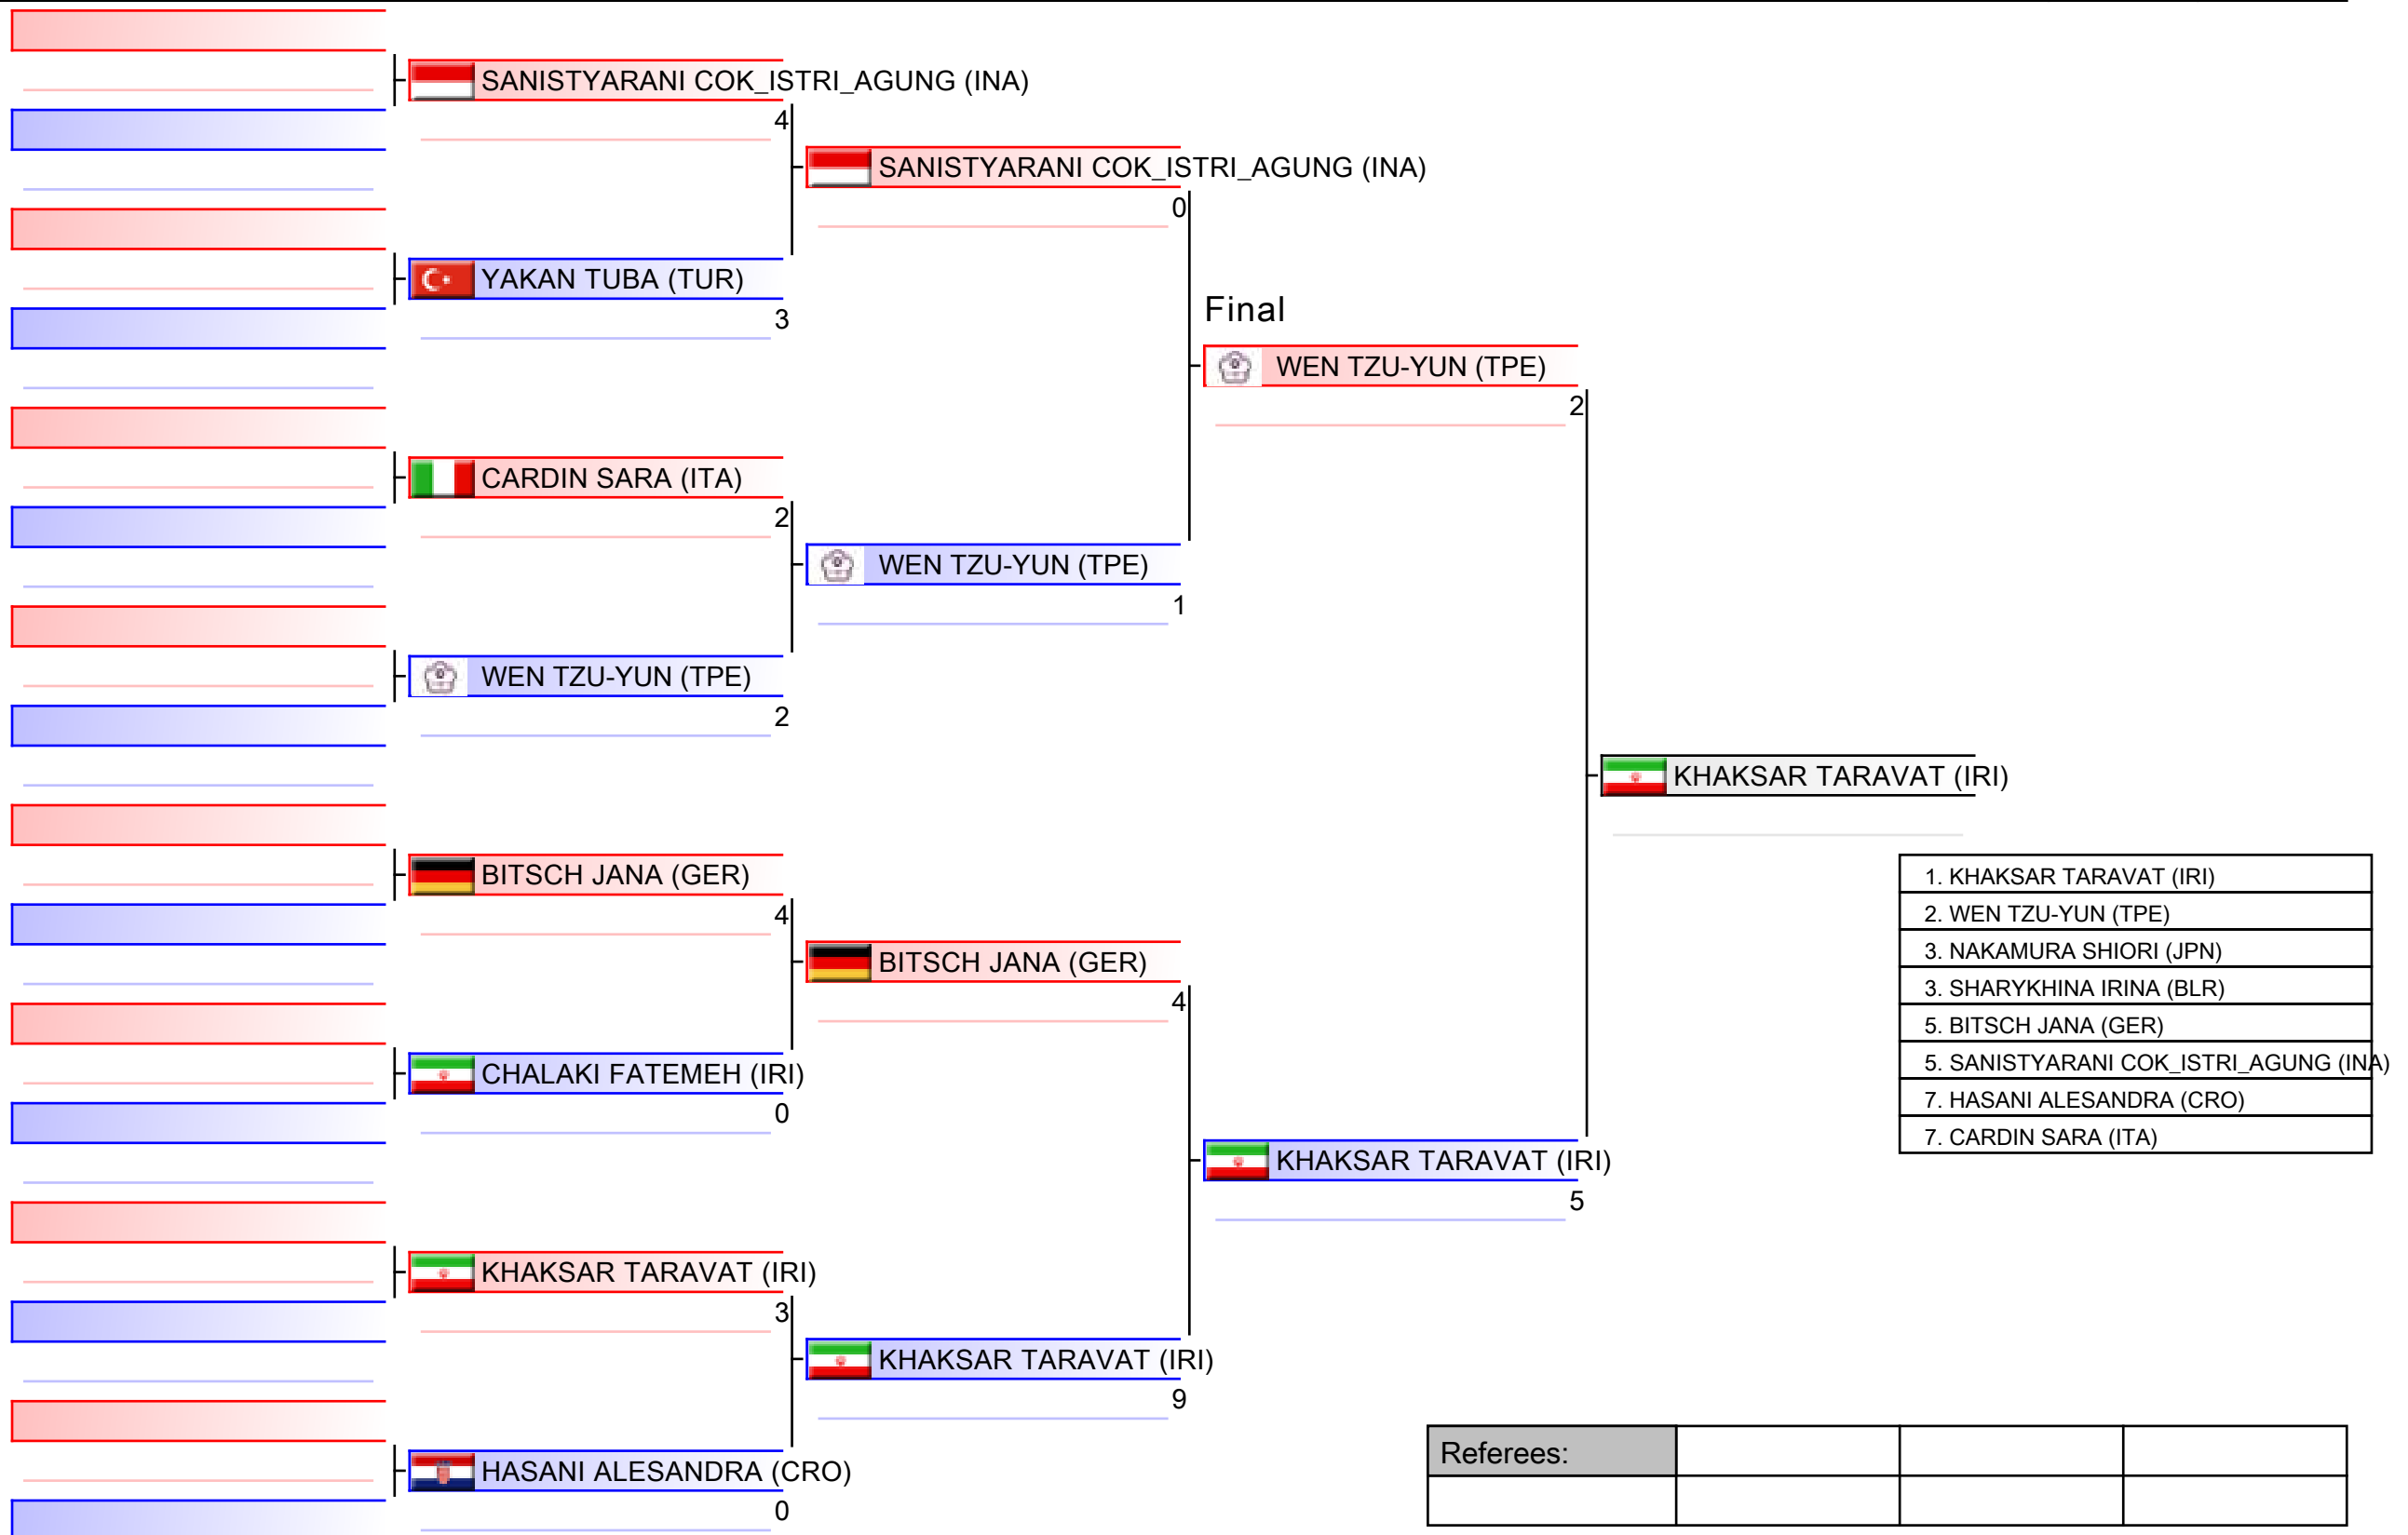 SANISTYARANI COK_ISTRI_AGUNG (INA)
4
YAKAN TUBA (TUR)
3
CARDIN SARA (ITA)
2
WEN TZU-YUN (TPE)
2
BITSCH JANA (GER)
4
CHALAKI FATEMEH (IRI)
0
KHAKSAR TARAVAT (IRI)
3
HASANI ALESANDRA (CRO)
0
SANISTYARANI COK_ISTRI_AGUNG (INA)
0
WEN TZU-YUN (TPE)
1
BITSCH JANA (GER)
4
KHAKSAR TARAVAT (IRI)
9
Final
WEN TZU-YUN (TPE)
2
KHAKSAR TARAVAT (IRI)
5
KHAKSAR TARAVAT (IRI)
1. KHAKSAR TARAVAT (IRI)
2. WEN TZU-YUN (TPE)
3. NAKAMURA SHIORI (JPN)
3. SHARYKHINA IRINA (BLR)
5. BITSCH JANA (GER)
5. SANISTYARANI COK_ISTRI_AGUNG (INA)
7. HASANI ALESANDRA (CRO)
7. CARDIN SARA (ITA)
Referees: